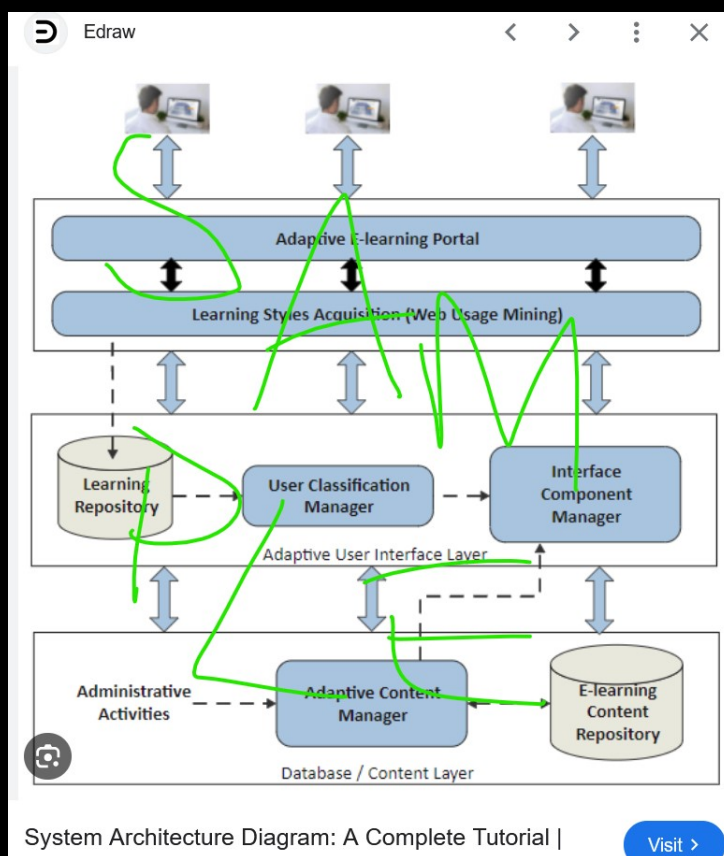 Edraw
Adaptive E-learning Portal
Learning Styles Acquisition (Web Usage Mining)
Learning
Repository
User Classification
Manager
Interface
Component
Manager
Adaptive User Interface Layer
Administrative
Activities
Adaptive Content
Manager
E-learning
Content
Repository
Database / Content Layer
SAMPLE
System Architecture Diagram: A Complete Tutorial |
Visit >